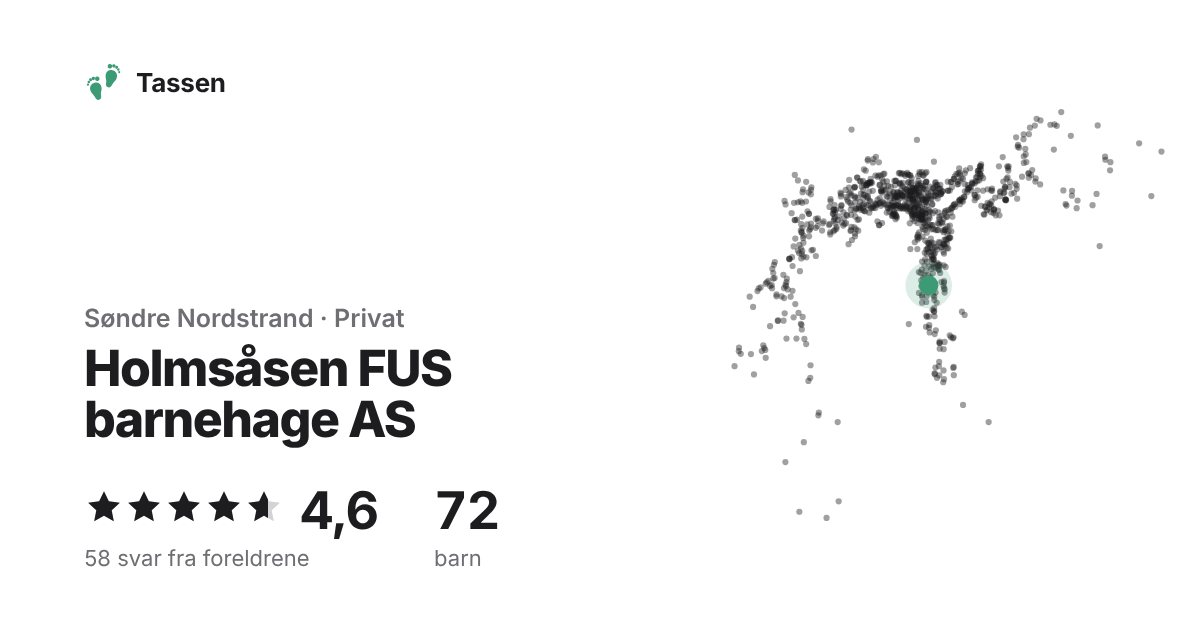 Tassen
Søndre Nordstrand · Privat
Holmsåsen FUS
barnehage AS
4,6
72
58 svar fra foreldrene
barn